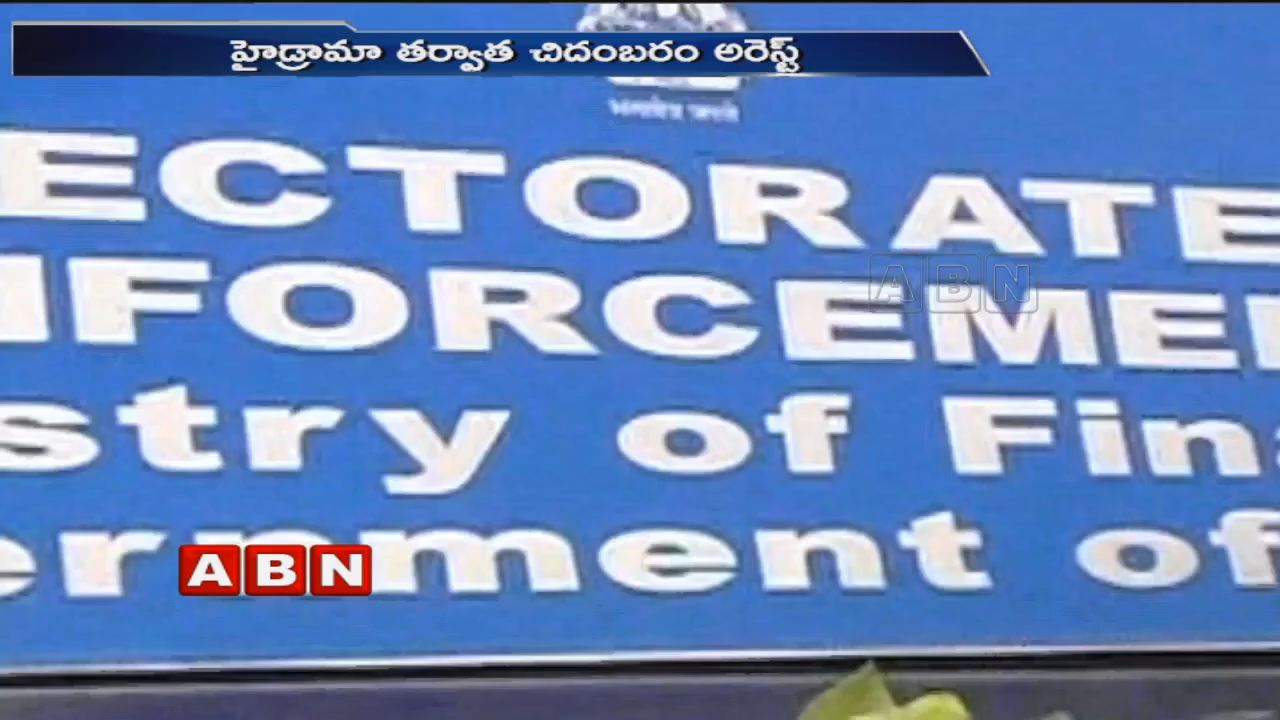 హైడ్రామా తర్వాత చిదంబరం అరెస్ట్
ECTORATE
FORCEME
ABN
stry of Fin
ernment of
ABN